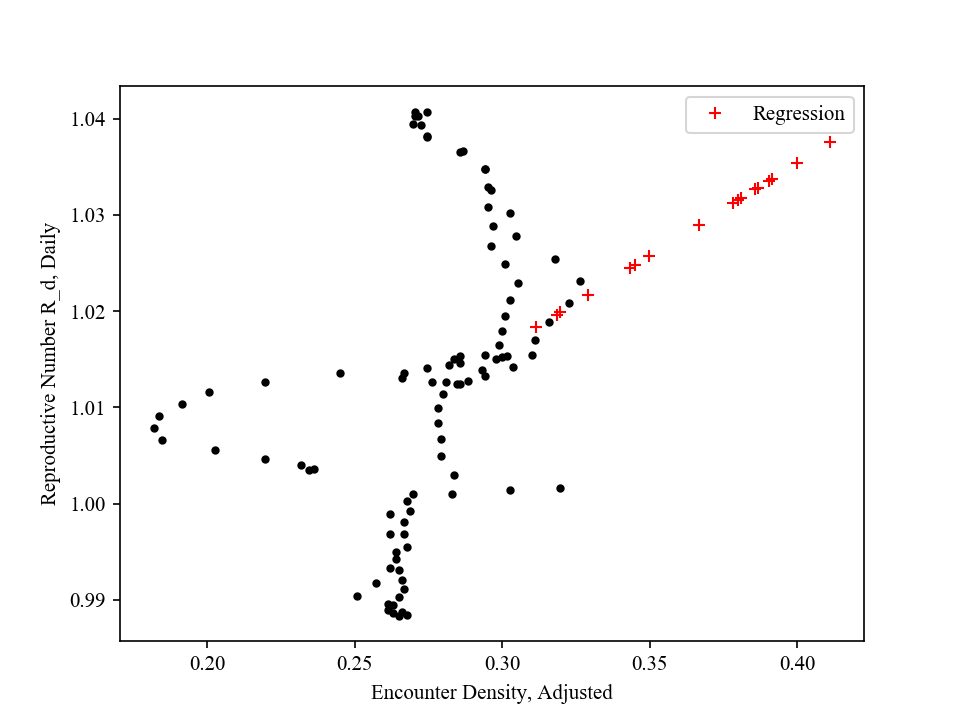 Regression
1.04
1.03
1.02
1.01
1.00
0.99
Reproductive Number R_d, Daily
0.20 0.25 0.30 0.35 0.40
Encounter Density, Adjusted